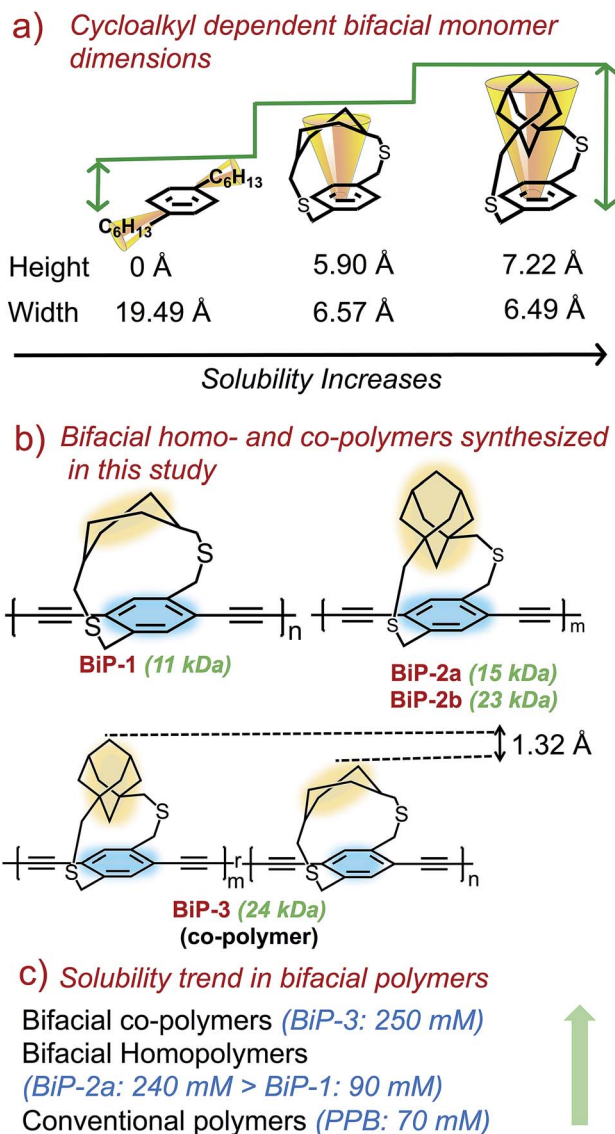 a) Cycloalkyl dependent bifacial monomer
dimensions
C6H13
C6H13
S
S
S
S
Height 0 Å 5.90 Å 7.22 Å
Width 19.49 Å 6.57 Å 6.49 Å
Solubility Increases
b) Bifacial homo- and co-polymers synthesized
in this study
S
S
n
S
S
m
BiP-1 (11 kDa)
BiP-2a (15 kDa)
BiP-2b (23 kDa)
1.32 Å
S
S
S
S
r
m
n
BiP-3 (24 kDa)
(co-polymer)
c) Solubility trend in bifacial polymers
Bifacial co-polymers (BiP-3: 250 mM)
Bifacial Homopolymers
(BiP-2a: 240 mM > BiP-1: 90 mM)
Conventional polymers (PPB: 70 mM)